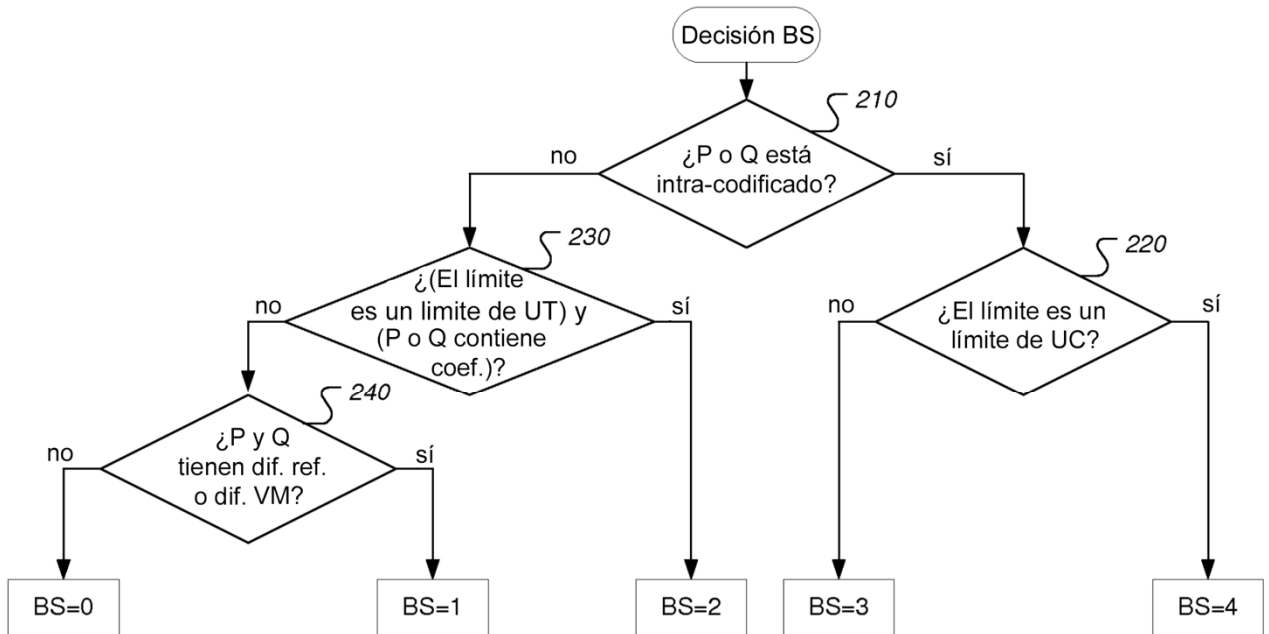 Decisión BS
210
¿P o Q está
intra-codificado?
no
sí
230
¿(El límite
es un limite de UT) y
(P o Q contiene
coef.)?
no
sí
220
¿El límite es un
límite de UC?
no
sí
240
¿P y Q
tienen dif. ref.
o dif. VM?
no
sí
BS=0
BS=1
BS=2
BS=3
BS=4